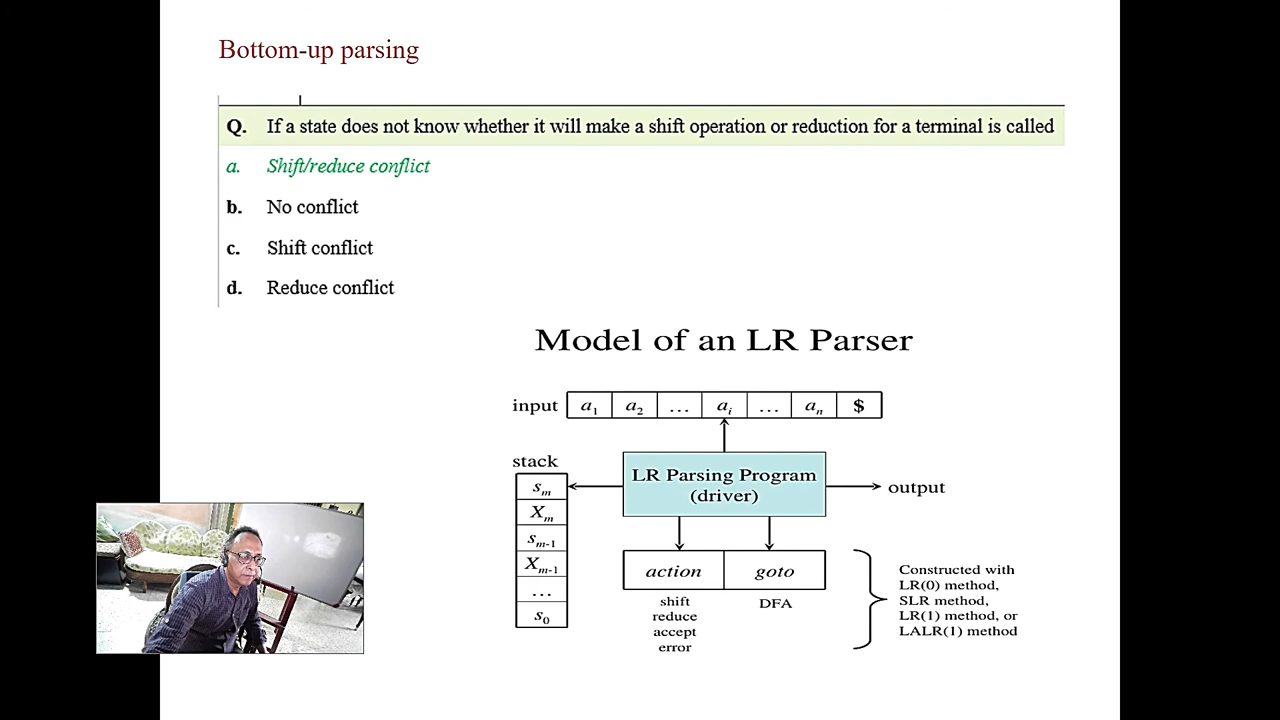 Bottom-up parsing
Q. If a state does not know whether it will make a shift operation or reduction for a terminal is called
a. Shift/reduce conflict
b. No conflict
c. Shift conflict
d. Reduce conflict
Model of an LR Parser
input a1 a2 … ai … an $
stack
LR Parsing Program
(driver)
output
sm
Xm
sm-1
Xm-1
…
s0
action goto
shift
reduce
accept
error
DFA
Constructed with
LR(0) method,
SLR method,
LR(1) method, or
LALR(1) method